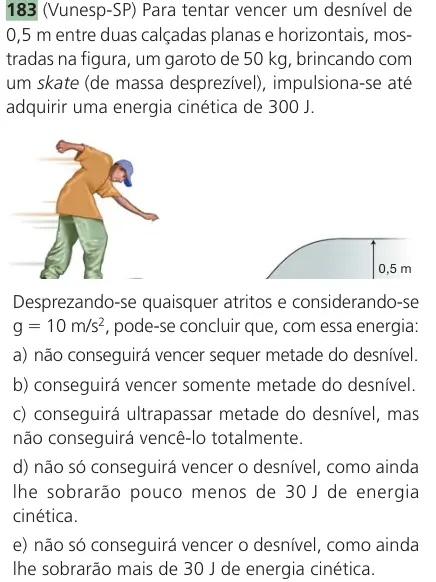 183 (Vunesp-SP) Para tentar vencer um desnível de
0,5 m entre duas calçadas planas e horizontais, mos-
tradas na figura, um garoto de 50 kg, brincando com
um skate (de massa desprezível), impulsiona-se até
adquirir uma energia cinética de 300 J.
0,5 m
Desprezando-se quaisquer atritos e considerando-se
g = 10 m/s², pode-se concluir que, com essa energia:
a) não conseguirá vencer sequer metade do desnível.
b) conseguirá vencer somente metade do desnível.
c) conseguirá ultrapassar metade do desnível, mas
não conseguirá vencê-lo totalmente.
d) não só conseguirá vencer o desnível, como ainda
lhe sobrarão pouco menos de 30 J de energia
cinética.
e) não só conseguirá vencer o desnível, como ainda
lhe sobrarão mais de 30 J de energia cinética.